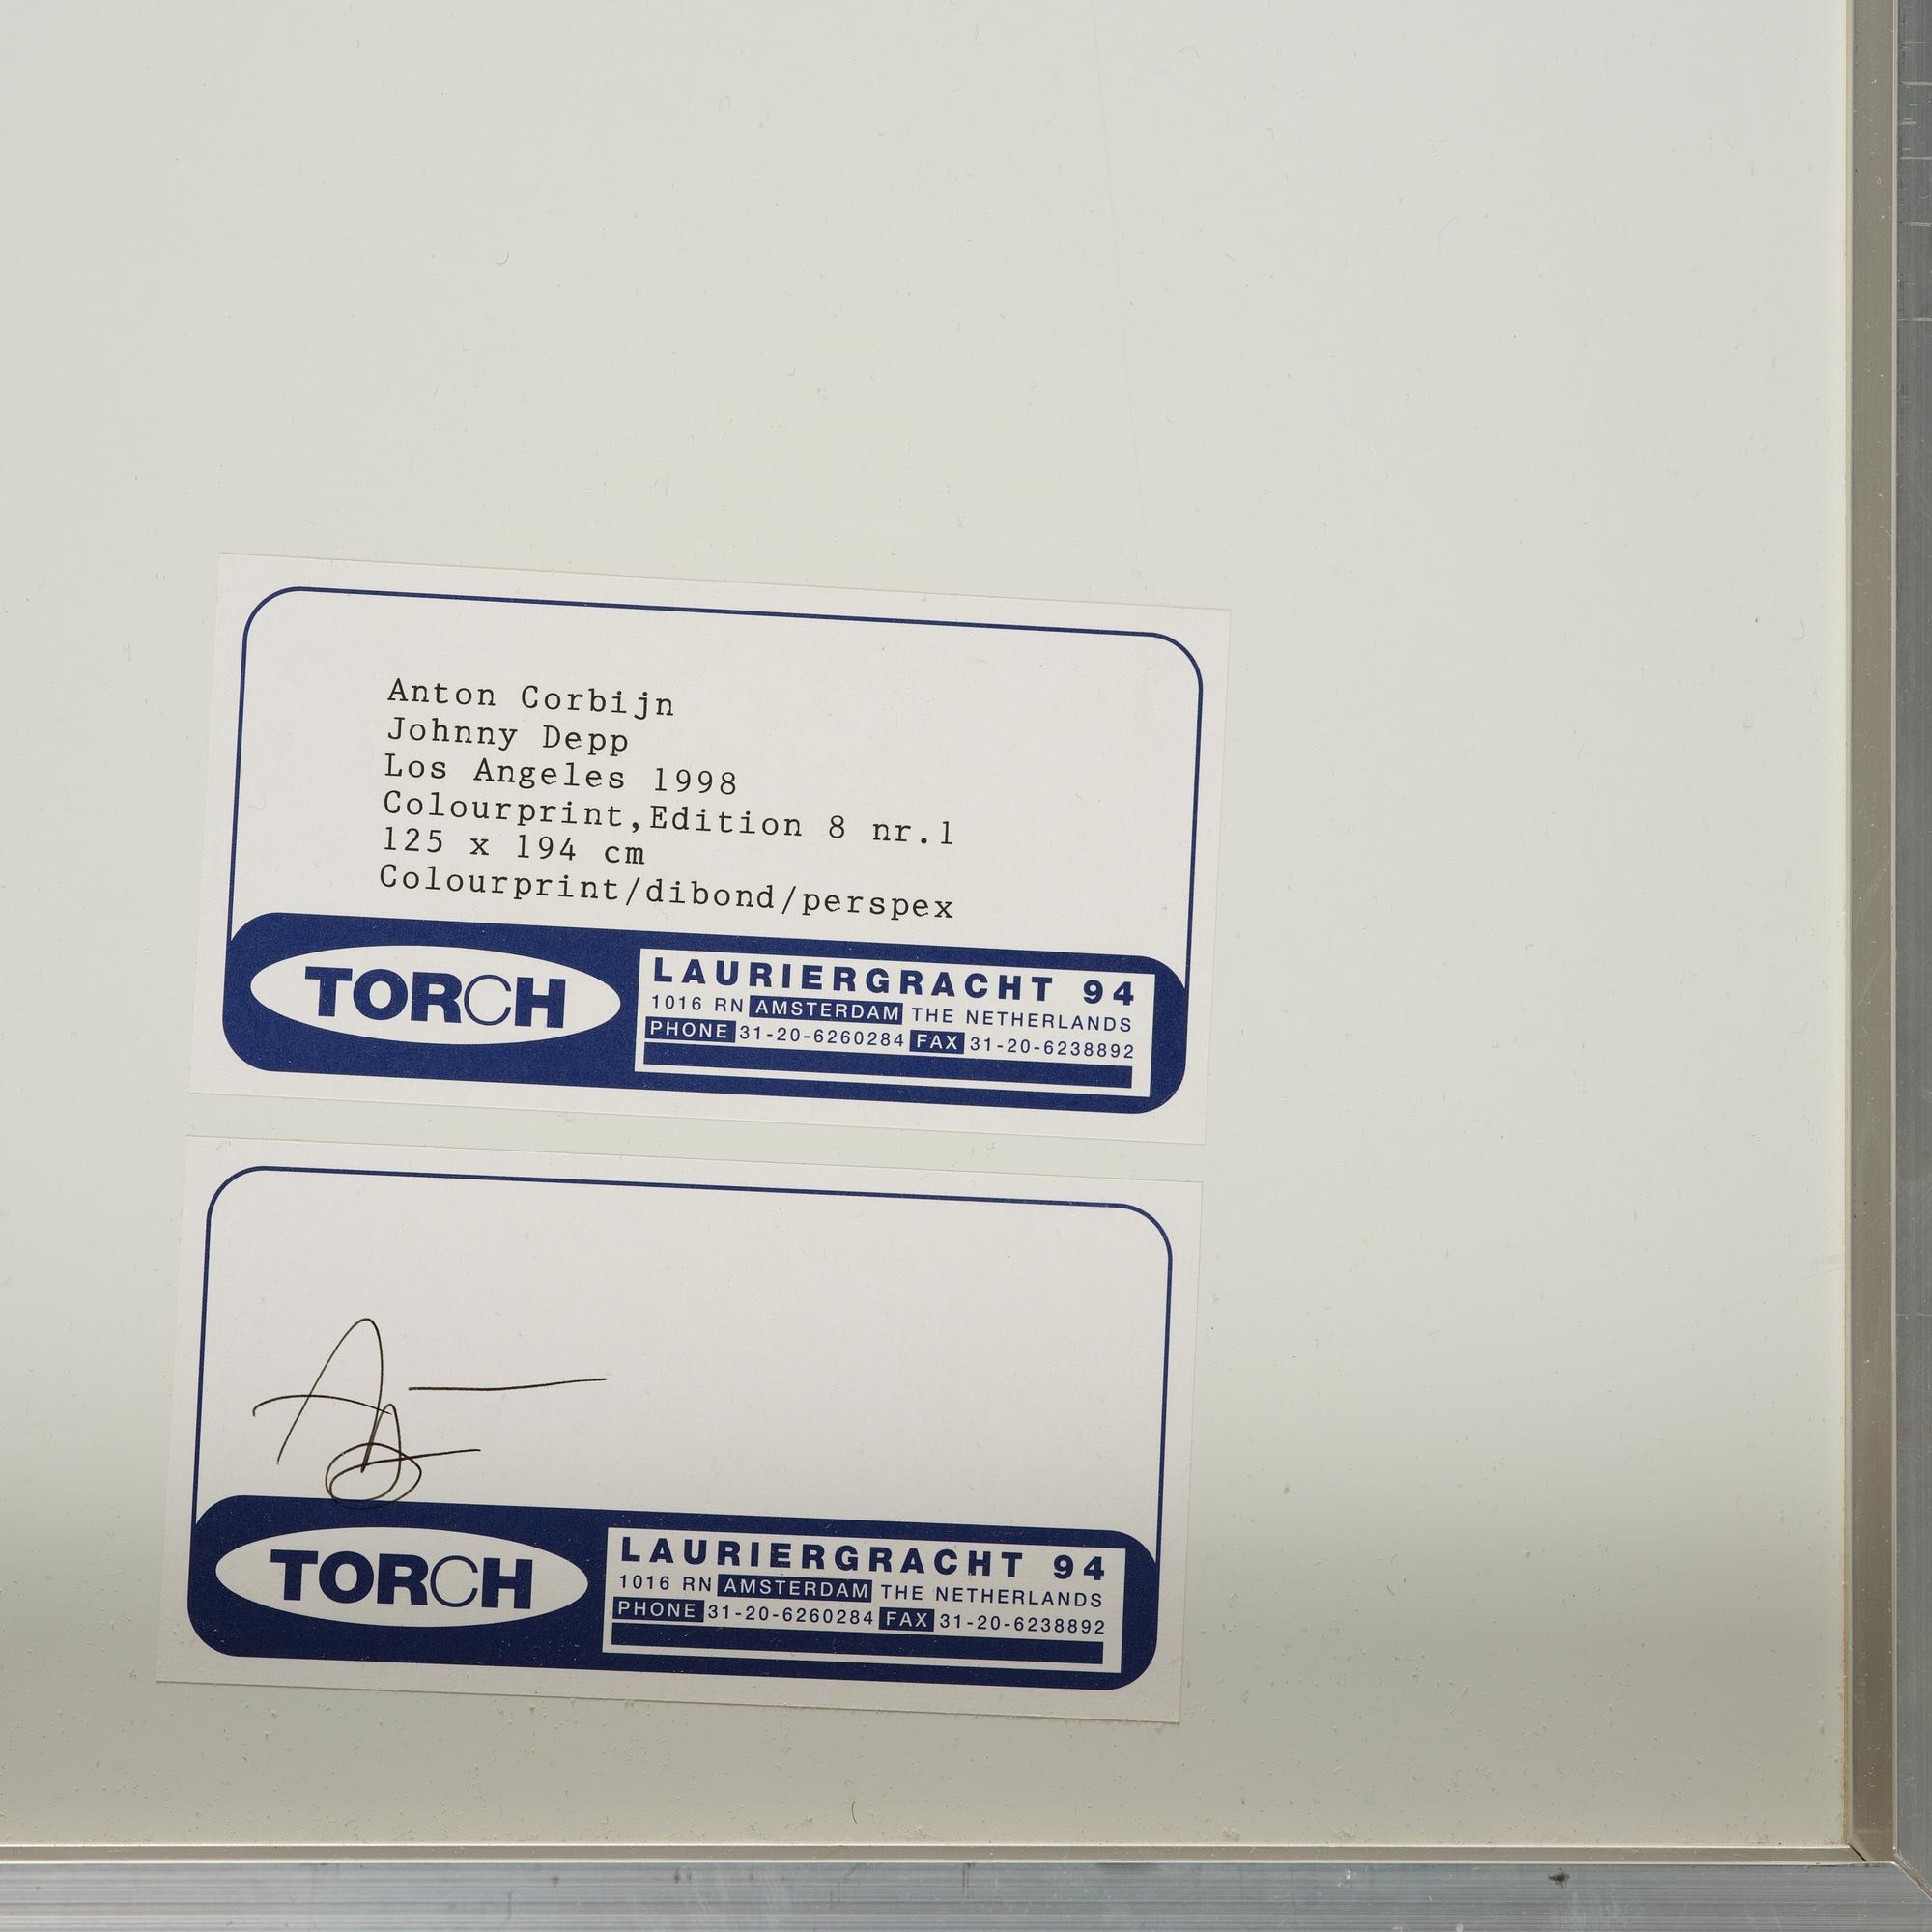 Anton Corbijn
Johnny Depp
Los Angeles 1998
Colourprint,Edition 8 nr.1
125 x 194 cm
Colourprint/dibond/perspex
TORCH
LAURIERGRACHT 94
1016 RN AMSTERDAM THE NETHERLANDS
PHONE 31-20-6260284 FAX 31-20-6238892
TORCH
LAURIERGRACHT 94
1016 RN AMSTERDAM THE NETHERLANDS
PHONE 31-20-6260284 FAX 31-20-6238892